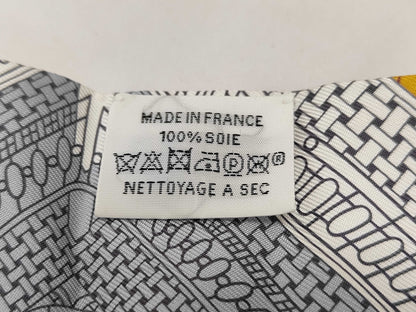 MADE IN FRANCE
100% SOIE
P ®
NETTOYAGE A SEC